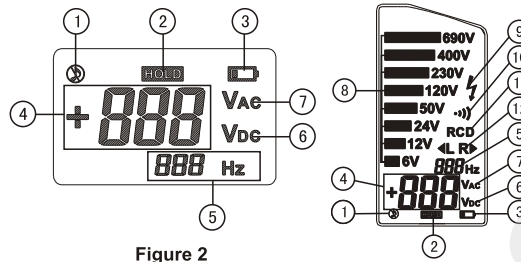 1 2 3
HOLD
4 + 888 VAC 7
VDC 6
888 Hz
5
Figure 2
690V 9
400V 10
230V
8 120V
50V
24V RCD
12V L R
6V 888 Hz 5
4 + 888 VAC 7
VDC 6
1 HOLD 3
2